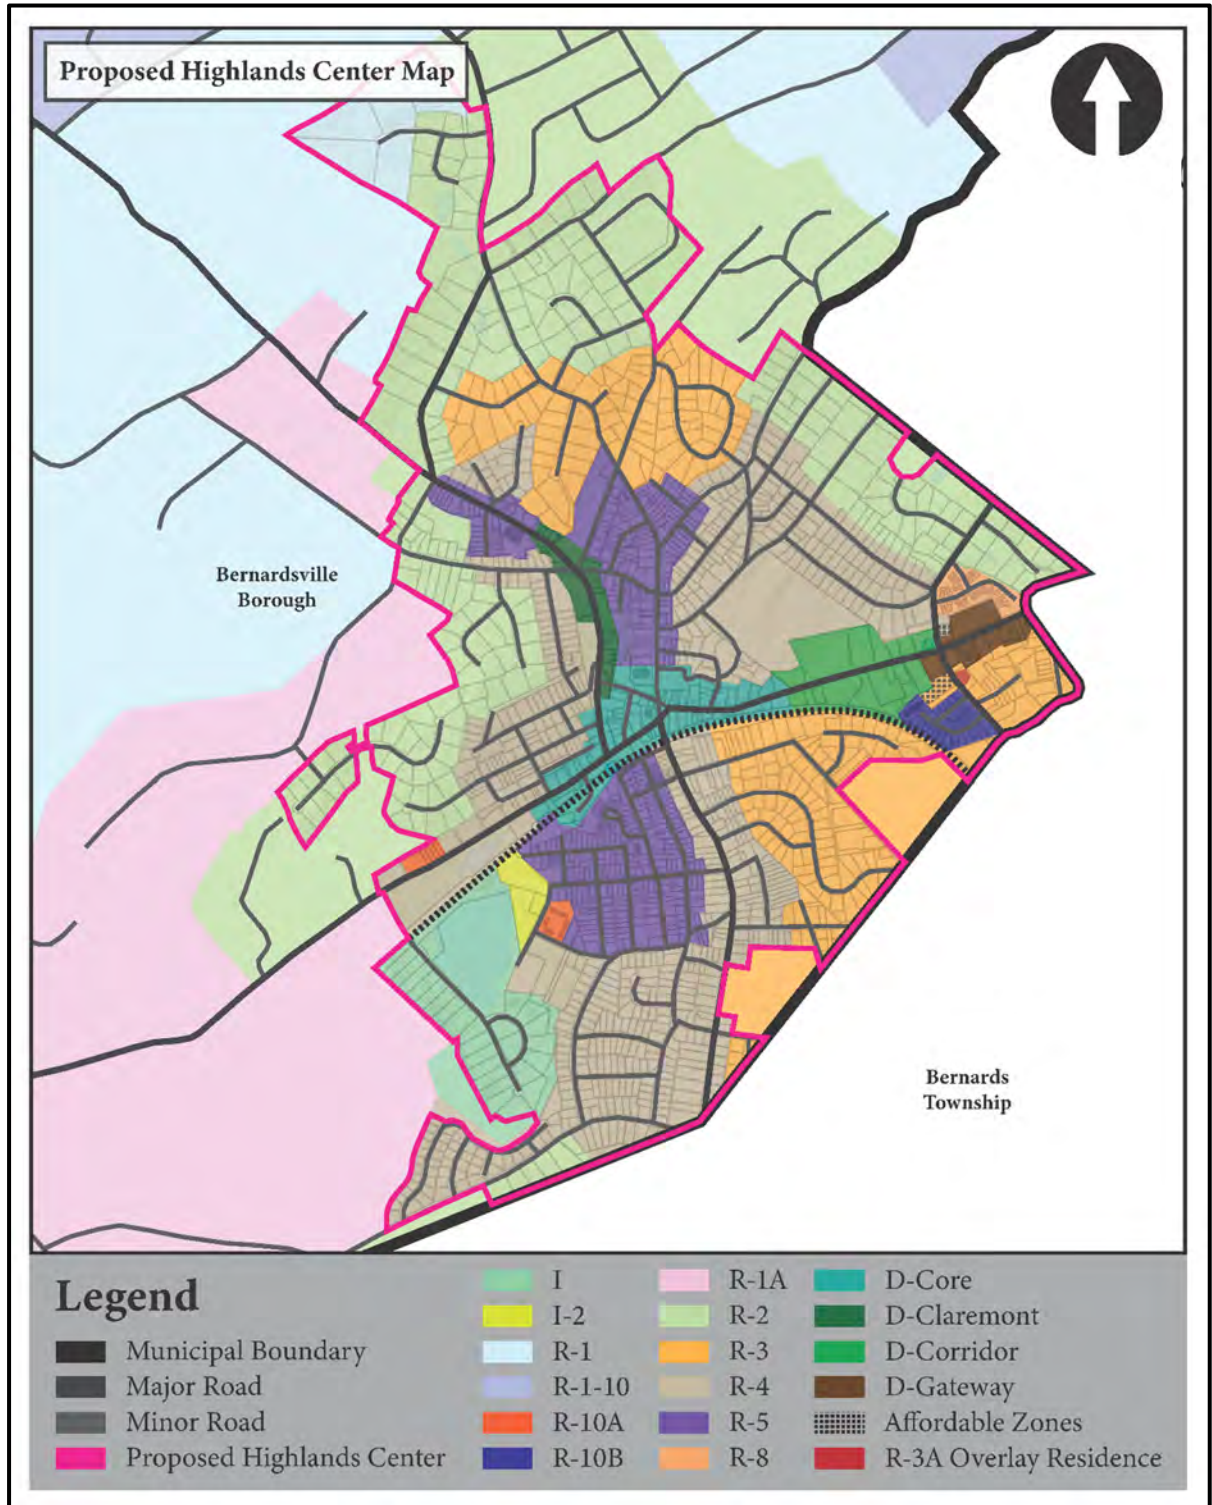 Proposed Highlands Center Map
Bernardsville
Borough
Bernards
Township
Legend
Municipal Boundary
Major Road
Minor Road
Proposed Highlands Center
I
I-2
R-1
R-1-10
R-10A
R-10B
R-1A
R-2
R-3
R-4
R-5
R-8
D-Core
D-Claremont
D-Corridor
D-Gateway
Affordable Zones
R-3A Overlay Residence